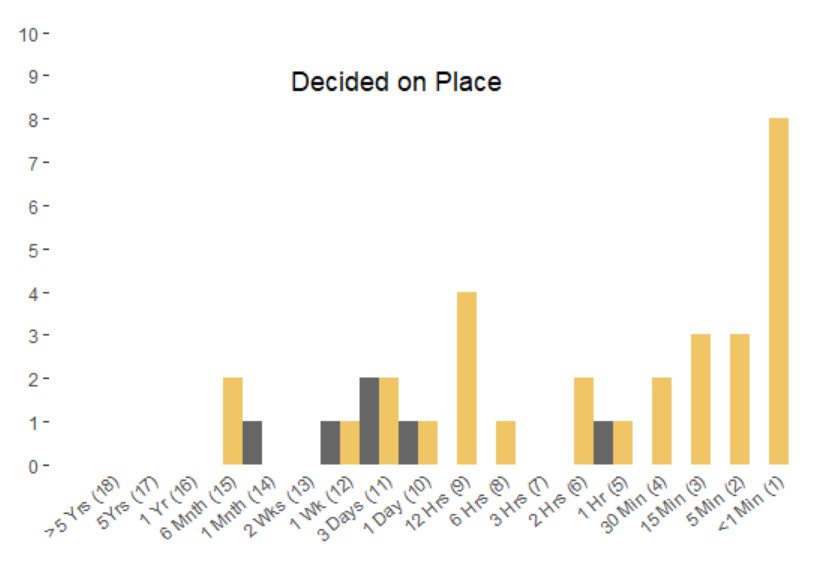 Decided on Place
10
9
8
7
6
5
4
3
2
1
0
>5 Yrs (18)
5Yrs (17)
1 Yr (16)
6 Mnth (15)
1 Mnth (14)
2 Wks (13)
1 Wk (12)
3 Days (11)
1 Day (10)
12 Hrs (9)
6 Hrs (8)
3 Hrs (7)
2 Hrs (6)
1 Hr (5)
30 Min (4)
15 Min (3)
5 Min (2)
<1 Min (1)